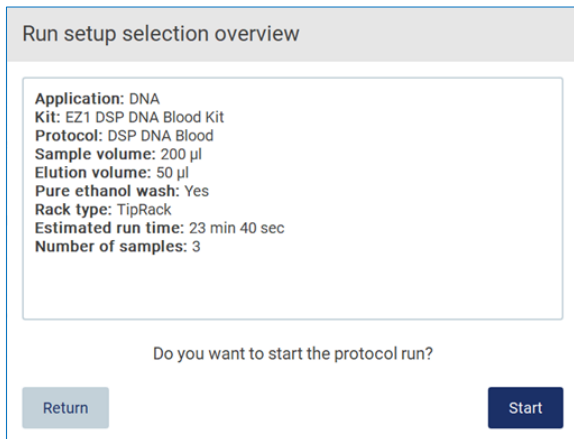 Run setup selection overview
Application: DNA
Kit: EZ1 DSP DNA Blood Kit
Protocol: DSP DNA Blood
Sample volume: 200 µl
Elution volume: 50 µl
Pure ethanol wash: Yes
Rack type: TipRack
Estimated run time: 23 min 40 sec
Number of samples: 3
Do you want to start the protocol run?
Return
Start